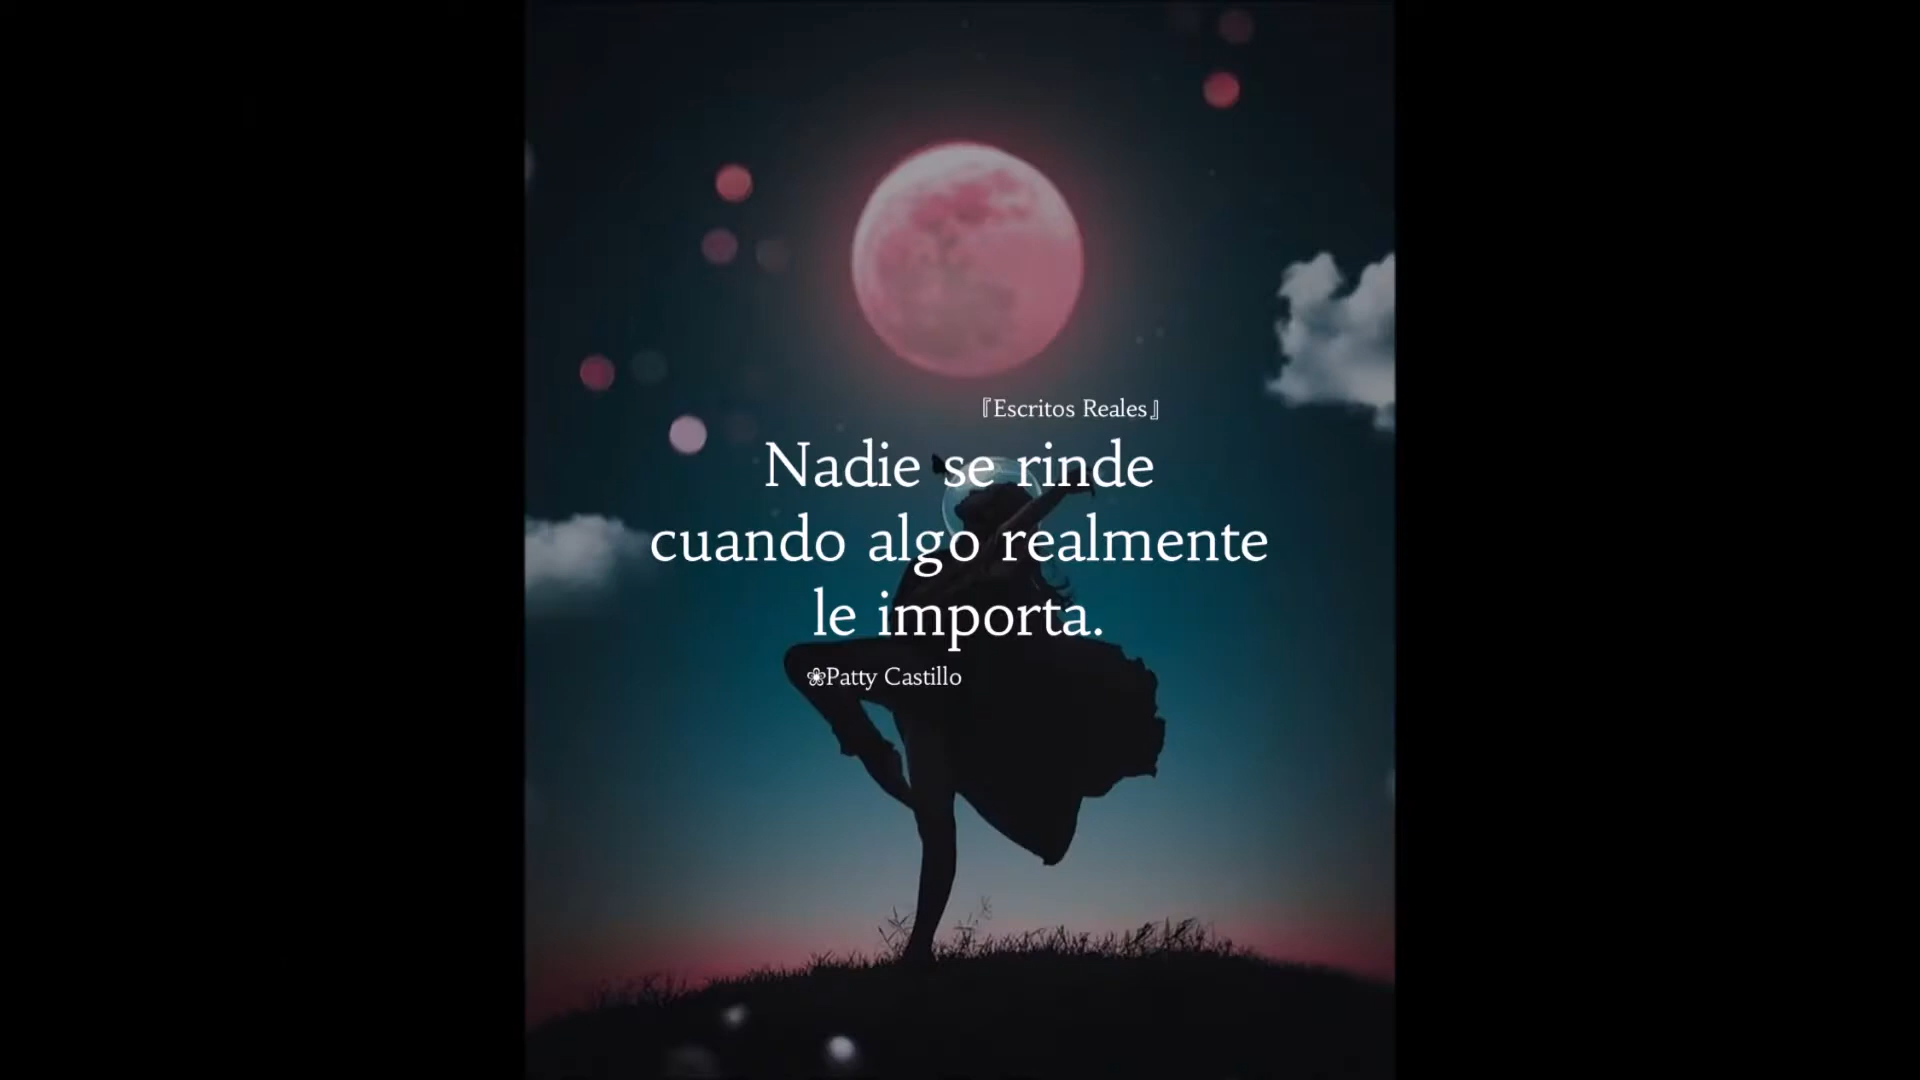 『Escritos Reales』
Nadie se rinde
cuando algo realmente
le importa.
❀Patty Castillo